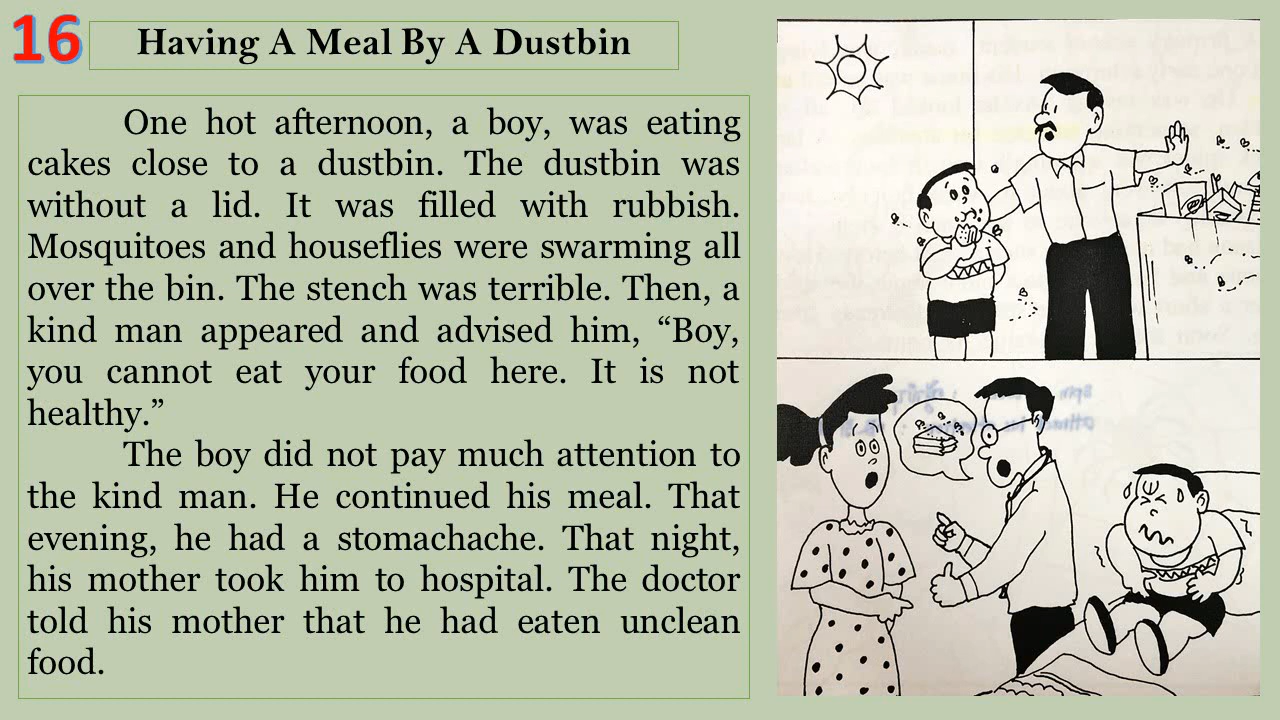 16
Having A Meal By A Dustbin
One hot afternoon, a boy, was eating
cakes close to a dustbin. The dustbin was
without a lid. It was filled with rubbish.
Mosquitoes and houseflies were swarming all
over the bin. The stench was terrible. Then, a
kind man appeared and advised him, “Boy,
you cannot eat your food here. It is not
healthy.”
The boy did not pay much attention to
the kind man. He continued his meal. That
evening, he had a stomachache. That night,
his mother took him to hospital. The doctor
told his mother that he had eaten unclean
food.